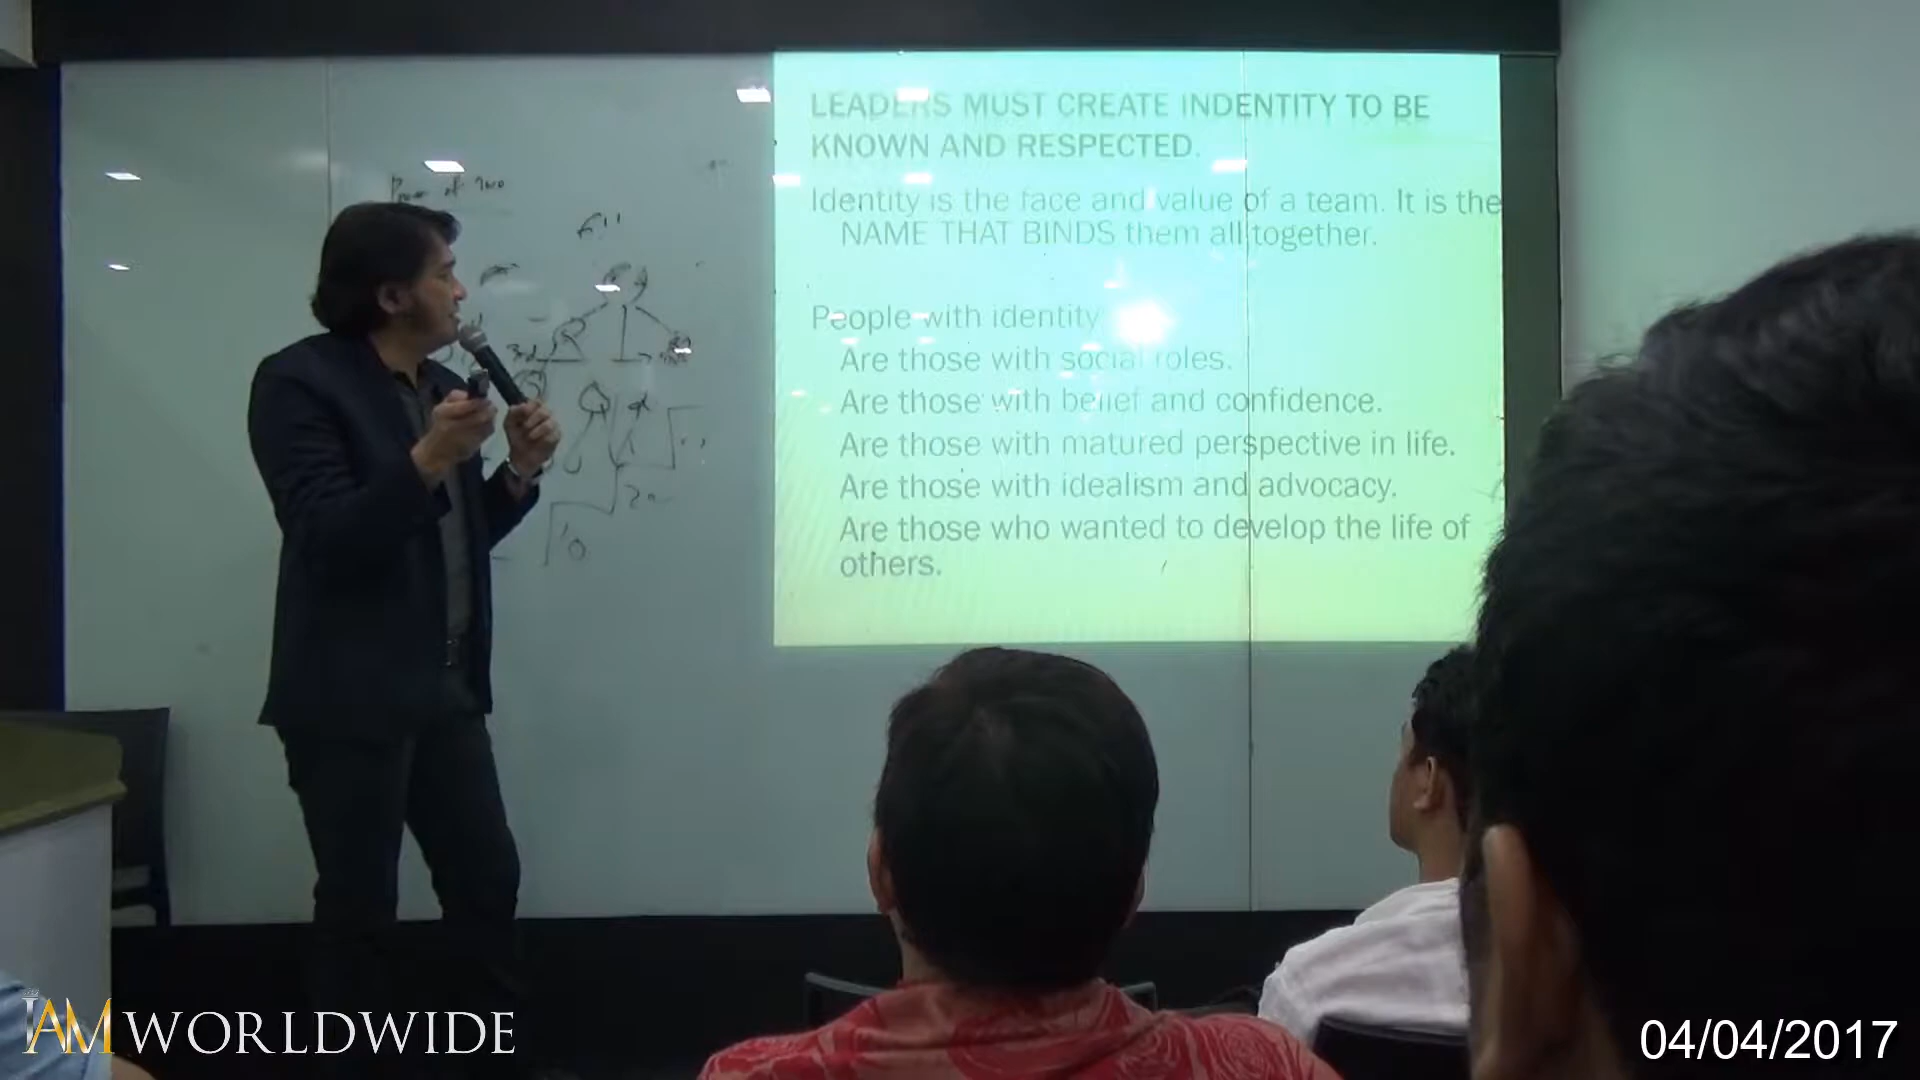 Power of Two
LEADERS MUST CREATE INDENTITY TO BE
KNOWN AND RESPECTED.
Identity is the face and value of a team. It is the
NAME THAT BINDS them all together.
People with identity
Are those with social roles.
Are those with belief and confidence.
Are those with matured perspective in life.
Are those with idealism and advocacy.
Are those who wanted to develop the life of
others.
IAM WORLDWIDE
04/04/2017